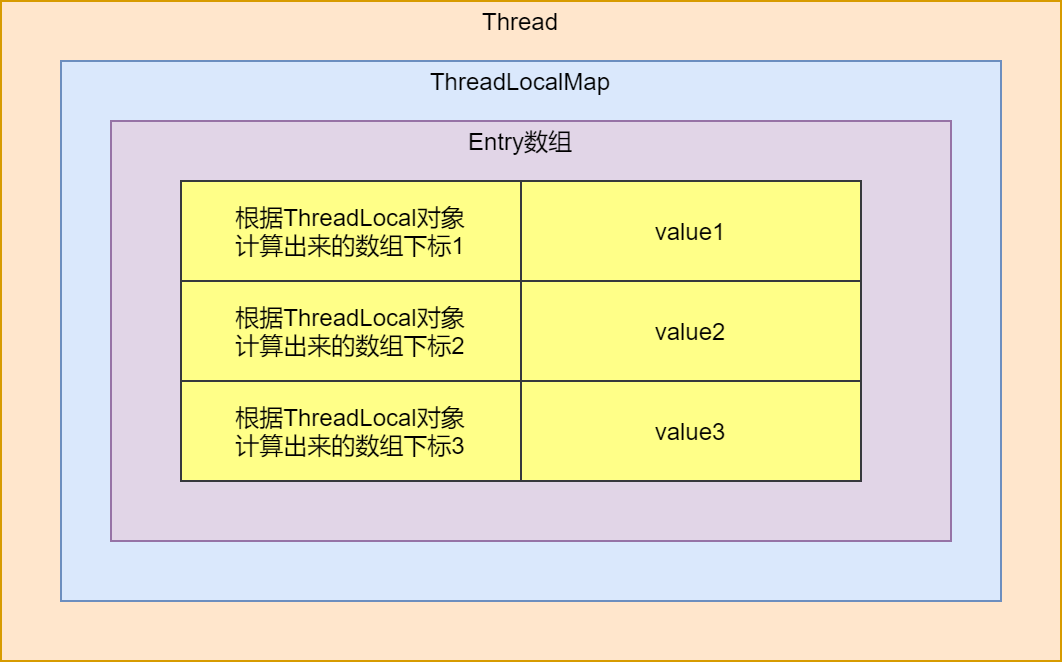 Thread
ThreadLocalMap
Entry数组
根据ThreadLocal对象
计算出来的数组下标1
value1
根据ThreadLocal对象
计算出来的数组下标2
value2
根据ThreadLocal对象
计算出来的数组下标3
value3